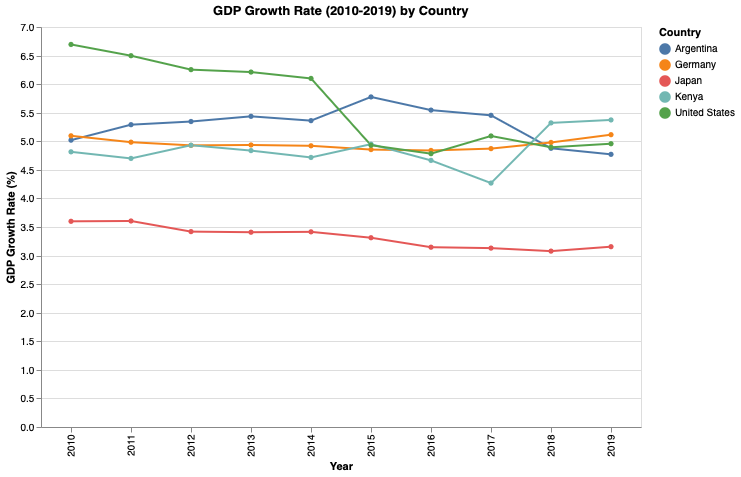 GDP Growth Rate (2010-2019) by Country
7.0
6.5
6.0
5.5
5.0
4.5
4.0
3.5
3.0
2.5
2.0
1.5
1.0
0.5
0.0
GDP Growth Rate (%)
2010
2011
2012
2013
2014
2015
2016
2017
2018
2019
Year
Country
Argentina
Germany
Japan
Kenya
United States